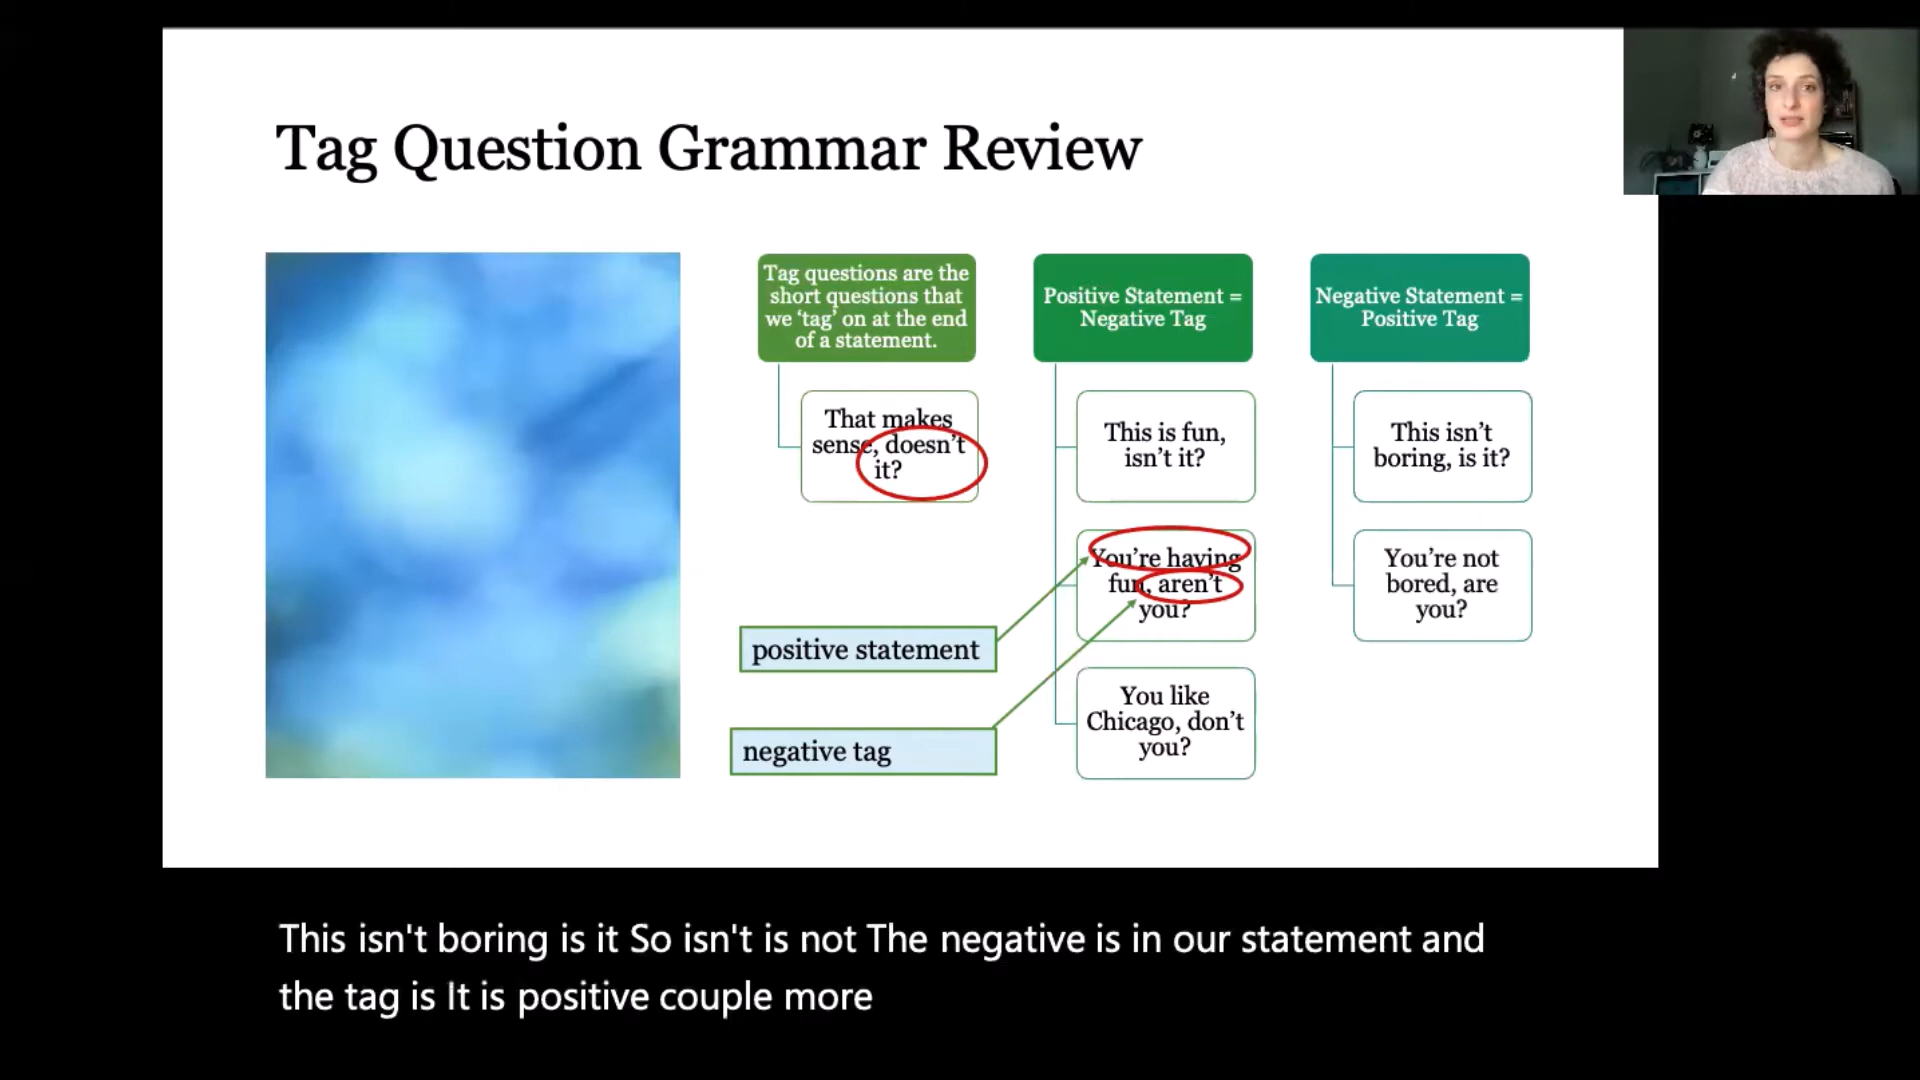 Tag Question Grammar Review
Tag questions are the
short questions that
we ‘tag’ on at the end
of a statement.
That makes
sense, doesn’t
it?
Positive Statement =
Negative Tag
This is fun,
isn’t it?
You’re having
fun, aren’t
you?
You like
Chicago, don’t
you?
Negative Statement =
Positive Tag
This isn’t
boring, is it?
You’re not
bored, are
you?
positive statement
negative tag
This isn't boring is it So isn't is not The negative is in our statement and
the tag is It is positive couple more